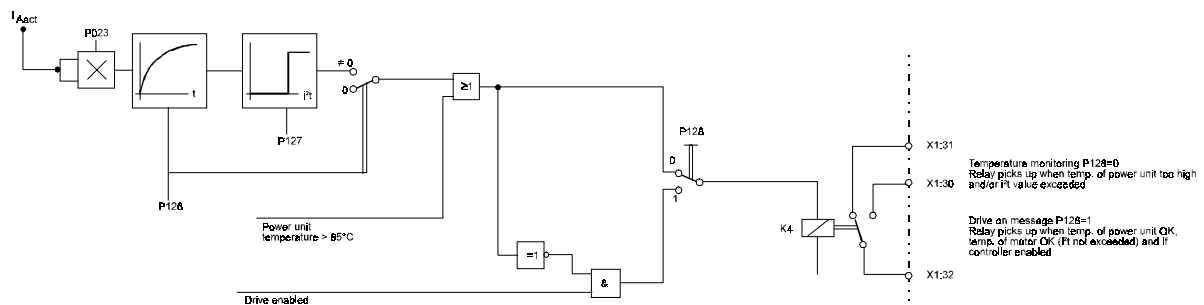 IAact
P023
t
i²t
≠ 0
0
P127
P126
≥1
Power unit
temperature > 85°C
=1
&
Drive enabled
P128
0
1
K4
X1:31
X1:30
X1:32
Temperature monitoring P128=0
Relay picks up when temp. of power unit too high
and/or i²t value exceeded
Drive on message P128=1
Relay picks up when temp. of power unit OK,
temp. of motor OK (i²t not exceeded) and if
controller enabled